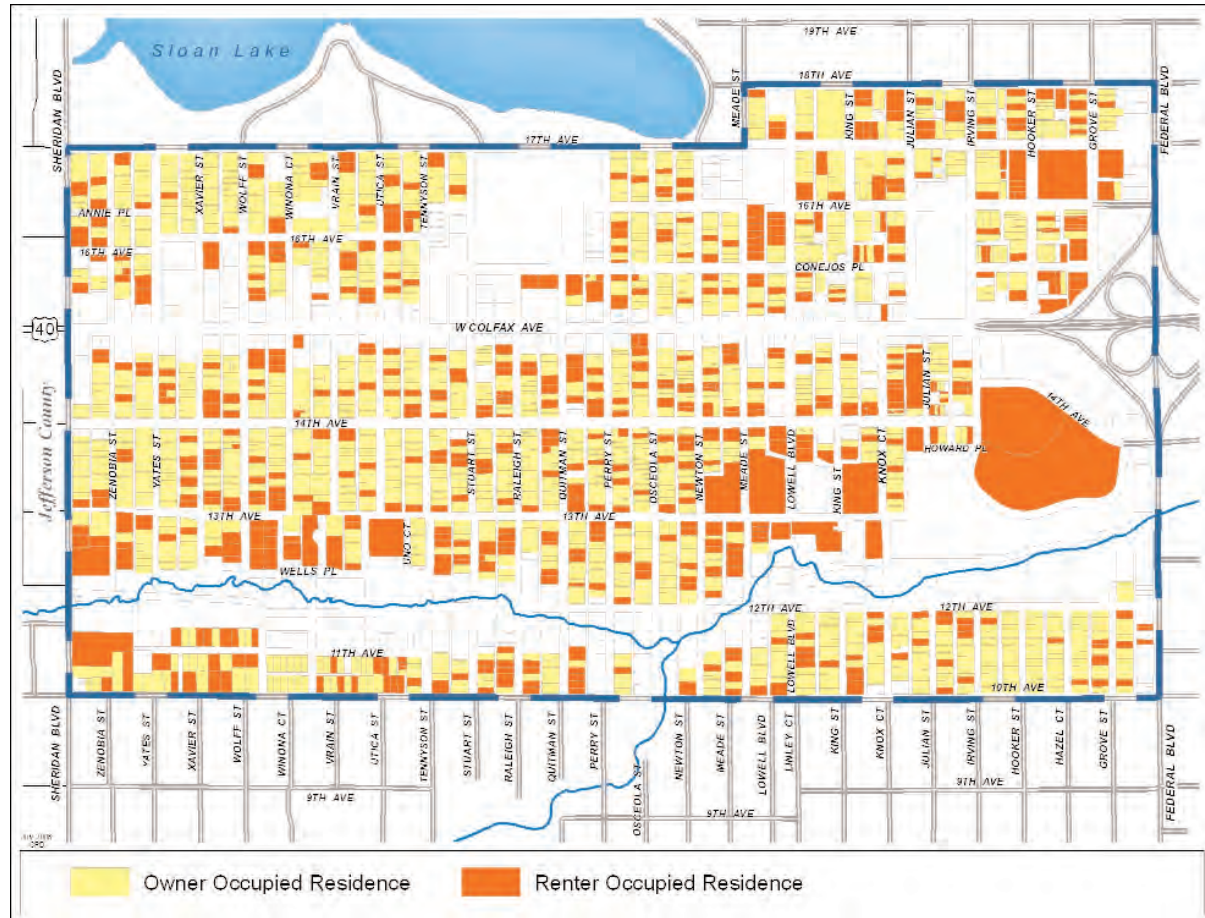 Sloan Lake
19TH AVE
18TH AVE
SHERIDAN BLVD
MEADE ST
FEDERAL BLVD
17TH AVE
KING ST
JULIAN ST
IRVING ST
HOOKER ST
GROVE ST
XAVIER ST
WOLFF ST
WINONA CT
VRAIN ST
UTICA ST
TENNYSON ST
ANNIE PL
16TH AVE
16TH AVE
16TH AVE
CONEJOS PL
40
W COLFAX AVE
Jefferson County
JULIAN ST
14TH AVE
14TH AVE
HOWARD PL
ZENOBIA ST
YATES ST
STUART ST
RALEIGH ST
QUITMAN ST
PERRY ST
OSCEOLA ST
NEWTON ST
MEADE ST
LOWELL BLVD
KING ST
KNOX CT
13TH AVE
13TH AVE
UNO CT
WELLS PL
12TH AVE
12TH AVE
LOWELL BLVD
11TH AVE
10TH AVE
SHERIDAN BLVD
ZENOBIA ST
YATES ST
XAVIER ST
WOLFF ST
WINONA CT
VRAIN ST
UTICA ST
TENNYSON ST
STUART ST
RALEIGH ST
QUITMAN ST
PERRY ST
OSCEOLA ST
NEWTON ST
MEADE ST
LOWELL BLVD
LINLEY CT
KING ST
KNOX CT
JULIAN ST
IRVING ST
HOOKER ST
HAZEL CT
GROVE ST
FEDERAL BLVD
9TH AVE
9TH AVE
9TH AVE
Owner Occupied Residence
Renter Occupied Residence